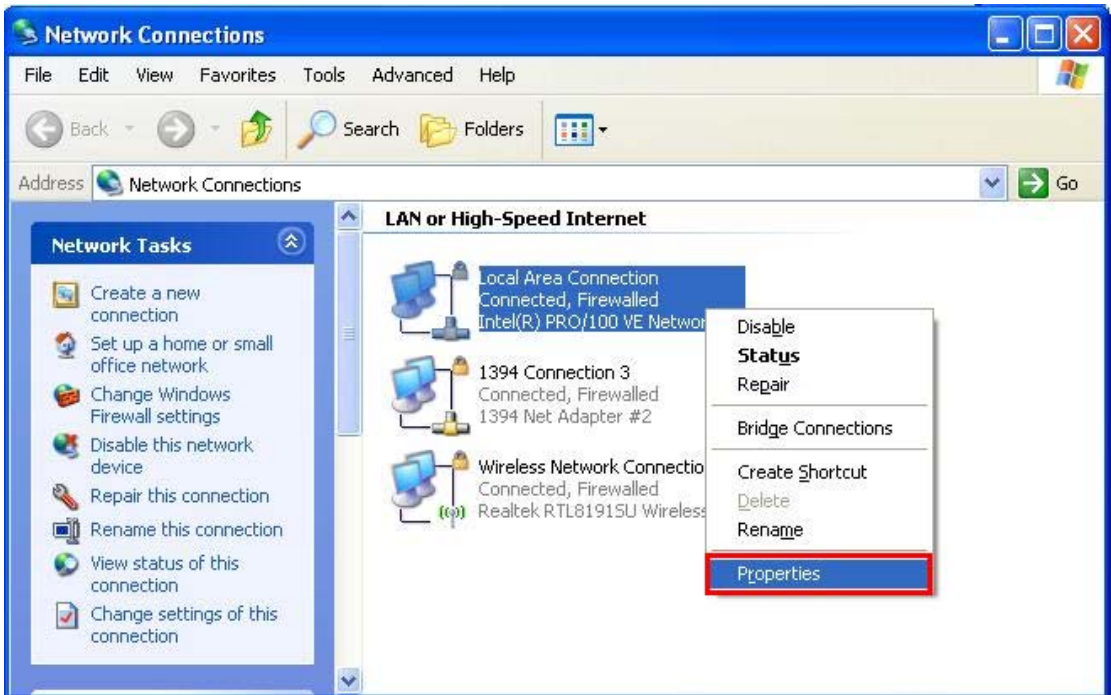 Network Connections
File Edit View Favorites Tools Advanced Help
Back Search Folders
Address Network Connections Go
Network Tasks
Create a new
connection
Set up a home or small
office network
Change Windows
Firewall settings
Disable this network
device
Repair this connection
Rename this connection
View status of this
connection
Change settings of this
connection
LAN or High-Speed Internet
Local Area Connection
Connected, Firewalled
Intel(R) PRO/100 VE Networ
1394 Connection 3
Connected, Firewalled
1394 Net Adapter #2
Wireless Network Connectio
Connected, Firewalled
Realtek RTL8191SU Wireless
Disable
Status
Repair
Bridge Connections
Create Shortcut
Delete
Rename
Properties